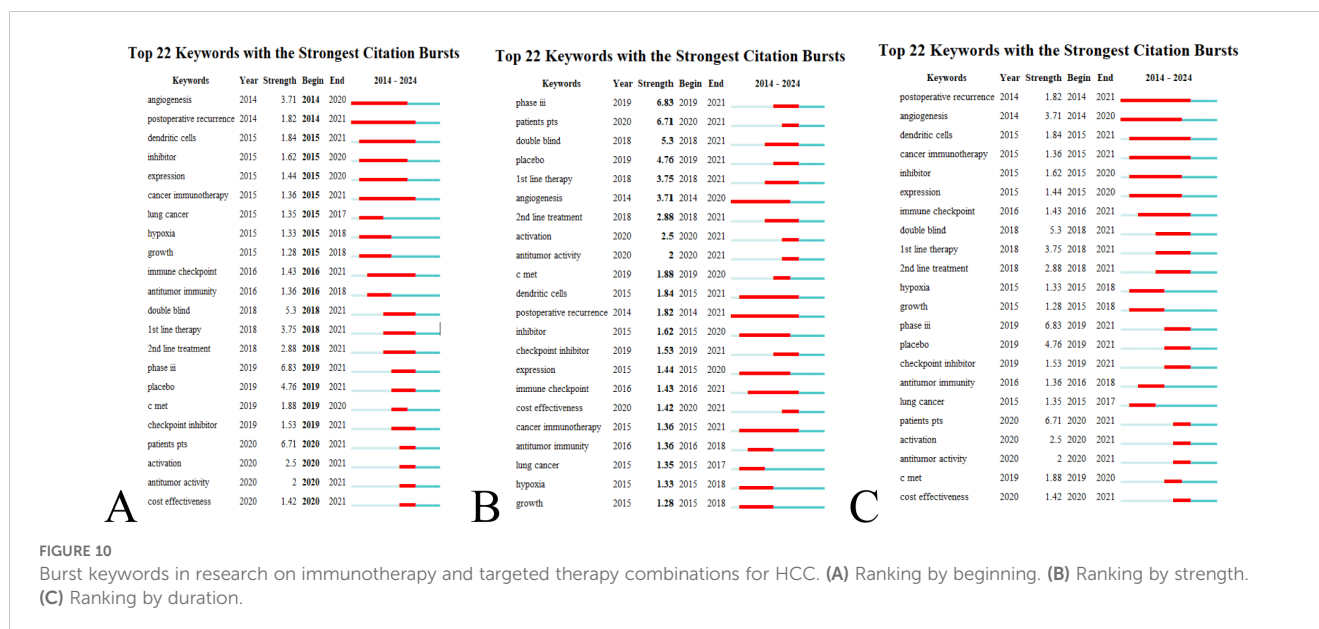 Top 22 Keywords with the Strongest Citation Bursts
Keywords Year Strength Begin End 2014 - 2024
angiogenesis 2014 3.71 2014 2020
postoperative recurrence 2014 1.82 2014 2021
dendritic cells 2015 1.84 2015 2021
inhibitor 2015 1.62 2015 2020
expression 2015 1.44 2015 2020
cancer immunotherapy 2015 1.36 2015 2021
lung cancer 2015 1.35 2015 2017
hypoxia 2015 1.33 2015 2018
growth 2015 1.28 2015 2018
immune checkpoint 2016 1.43 2016 2021
antitumor immunity 2016 1.36 2016 2018
double blind 2018 5.3 2018 2021
1st line therapy 2018 3.75 2018 2021
2nd line treatment 2018 2.88 2018 2021
phase iii 2019 6.83 2019 2021
placebo 2019 4.76 2019 2021
c met 2019 1.88 2019 2020
checkpoint inhibitor 2019 1.53 2019 2021
patients pts 2020 6.71 2020 2021
activation 2020 2.5 2020 2021
antitumor activity 2020 2 2020 2021
cost effectiveness 2020 1.42 2020 2021
A
Top 22 Keywords with the Strongest Citation Bursts
Keywords Year Strength Begin End 2014 - 2024
phase iii 2019 6.83 2019 2021
patients pts 2020 6.71 2020 2021
double blind 2018 5.3 2018 2021
placebo 2019 4.76 2019 2021
1st line therapy 2018 3.75 2018 2021
angiogenesis 2014 3.71 2014 2020
2nd line treatment 2018 2.88 2018 2021
activation 2020 2.5 2020 2021
antitumor activity 2020 2 2020 2021
c met 2019 1.88 2019 2020
dendritic cells 2015 1.84 2015 2021
postoperative recurrence 2014 1.82 2014 2021
inhibitor 2015 1.62 2015 2020
checkpoint inhibitor 2019 1.53 2019 2021
expression 2015 1.44 2015 2020
immune checkpoint 2016 1.43 2016 2021
cost effectiveness 2020 1.42 2020 2021
cancer immunotherapy 2015 1.36 2015 2021
antitumor immunity 2016 1.36 2016 2018
lung cancer 2015 1.35 2015 2017
hypoxia 2015 1.33 2015 2018
growth 2015 1.28 2015 2018
B
Top 22 Keywords with the Strongest Citation Bursts
Keywords Year Strength Begin End 2014 - 2024
postoperative recurrence 2014 1.82 2014 2021
angiogenesis 2014 3.71 2014 2020
dendritic cells 2015 1.84 2015 2021
cancer immunotherapy 2015 1.36 2015 2021
inhibitor 2015 1.62 2015 2020
expression 2015 1.44 2015 2020
immune checkpoint 2016 1.43 2016 2021
double blind 2018 5.3 2018 2021
1st line therapy 2018 3.75 2018 2021
2nd line treatment 2018 2.88 2018 2021
hypoxia 2015 1.33 2015 2018
growth 2015 1.28 2015 2018
phase iii 2019 6.83 2019 2021
placebo 2019 4.76 2019 2021
checkpoint inhibitor 2019 1.53 2019 2021
antitumor immunity 2016 1.36 2016 2018
lung cancer 2015 1.35 2015 2017
patients pts 2020 6.71 2020 2021
activation 2020 2.5 2020 2021
antitumor activity 2020 2 2020 2021
c met 2019 1.88 2019 2020
cost effectiveness 2020 1.42 2020 2021
C
FIGURE 10
Burst keywords in research on immunotherapy and targeted therapy combinations for HCC. (A) Ranking by beginning. (B) Ranking by strength.
(C) Ranking by duration.